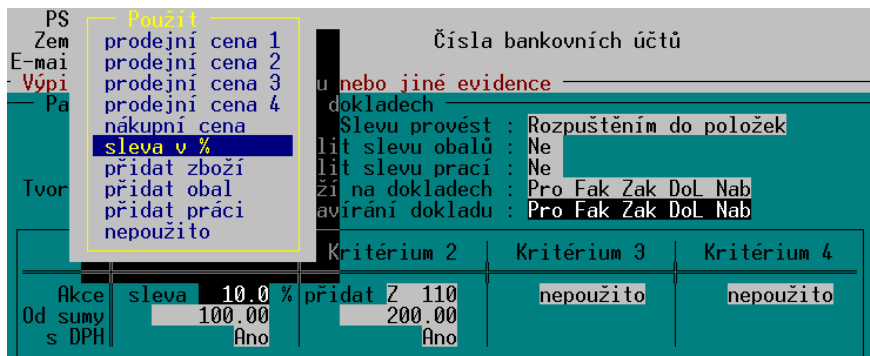 PS
Použít
Zem
prodejní cena 1
Čísla bankovních účtů
E-mai
prodejní cena 2
Výpi
prodejní cena 3
u nebo jiné evidence
Pa
prodejní cena 4
dokladech
nákupní cena
Slevu provést : Rozpuštěním do položek
sleva v %
lit slevu obalů : Ne
přidat zboží
lit slevu prací : Ne
Tvor
přidat obal
ží na dokladech : Pro Fak Zak DoL Nab
přidat práci
avírání dokladu : Pro Fak Zak DoL Nab
nepoužito
Kritérium 2 Kritérium 3 Kritérium 4
Akce sleva 10.0 % přidat Z 110 nepoužito nepoužito
Od sumy 100.00 200.00
s DPH Ano Ano